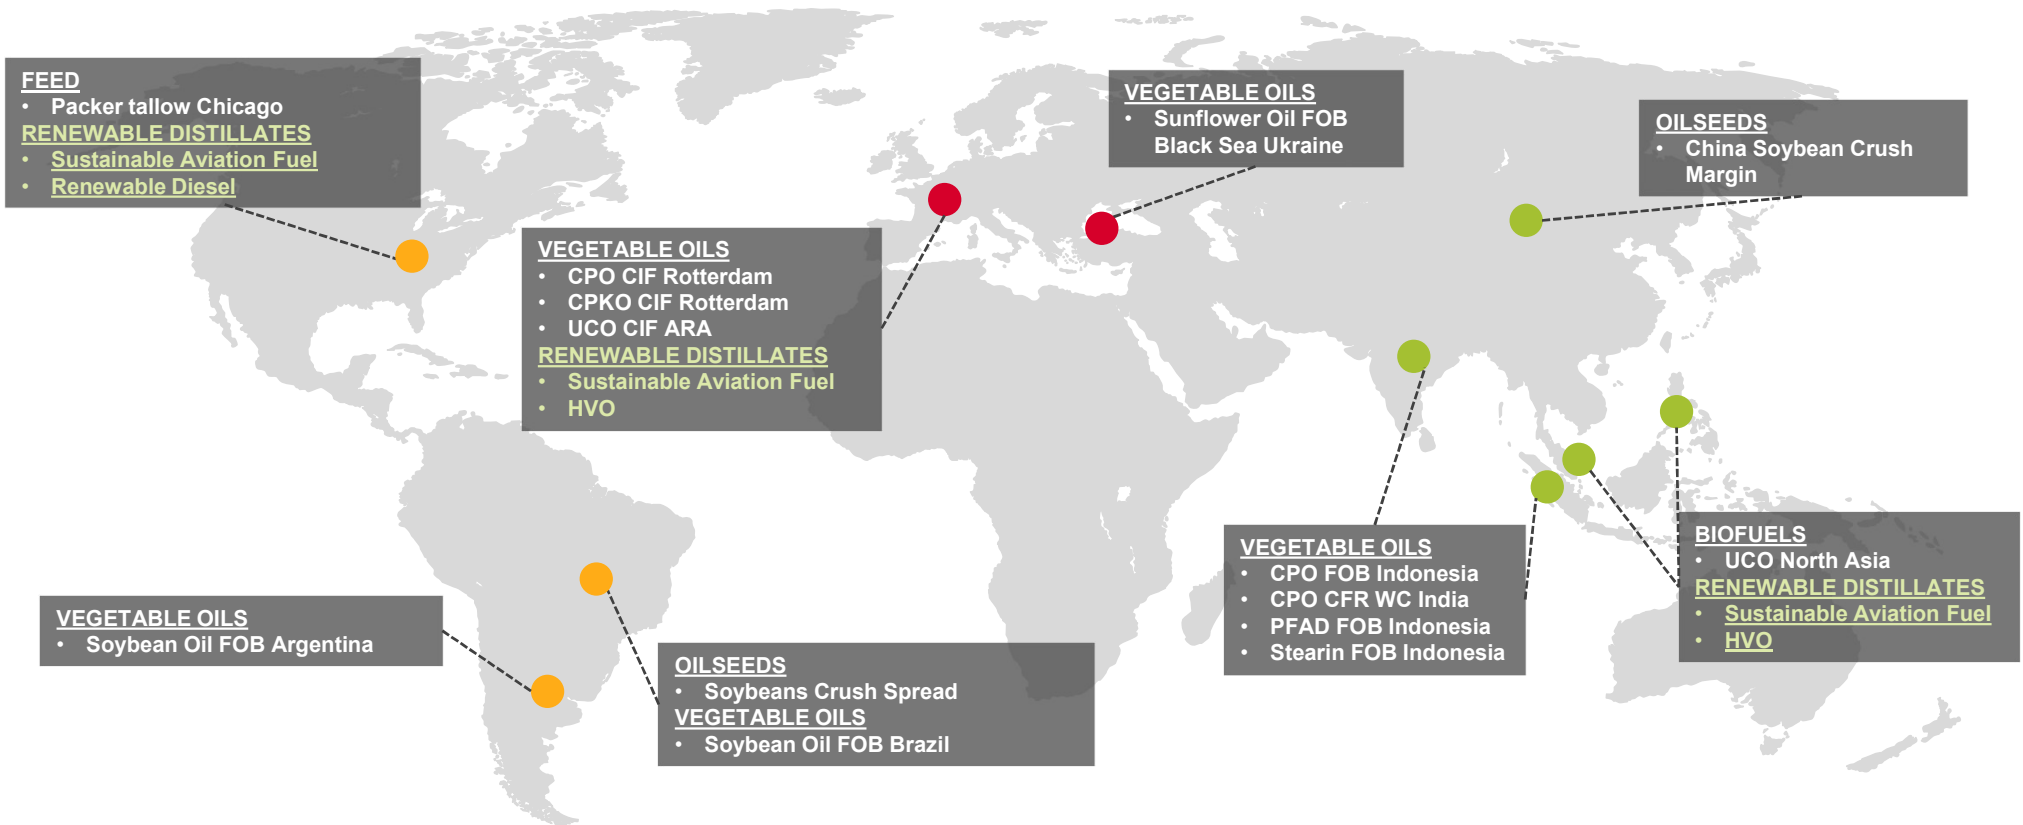 FEED
• Packer tallow Chicago
RENEWABLE DISTILLATES
• Sustainable Aviation Fuel
• Renewable Diesel
VEGETABLE OILS
• CPO CIF Rotterdam
• CPKO CIF Rotterdam
• UCO CIF ARA
RENEWABLE DISTILLATES
• Sustainable Aviation Fuel
• HVO
VEGETABLE OILS
• Sunflower Oil FOB
Black Sea Ukraine
OILSEEDS
• China Soybean Crush
Margin
VEGETABLE OILS
• Soybean Oil FOB Argentina
OILSEEDS
• Soybeans Crush Spread
VEGETABLE OILS
• Soybean Oil FOB Brazil
VEGETABLE OILS
• CPO FOB Indonesia
• CPO CFR WC India
• PFAD FOB Indonesia
• Stearin FOB Indonesia
BIOFUELS
• UCO North Asia
RENEWABLE DISTILLATES
• Sustainable Aviation Fuel
• HVO